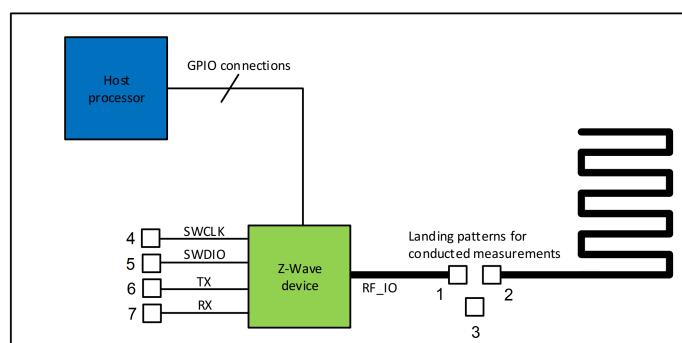 GPIO connections
Host
processor
4 SWCLK
5 SWDIO
6 TX
7 RX
Z-Wave
device
RF_IO
Landing patterns for
conducted measurements
1
2
3